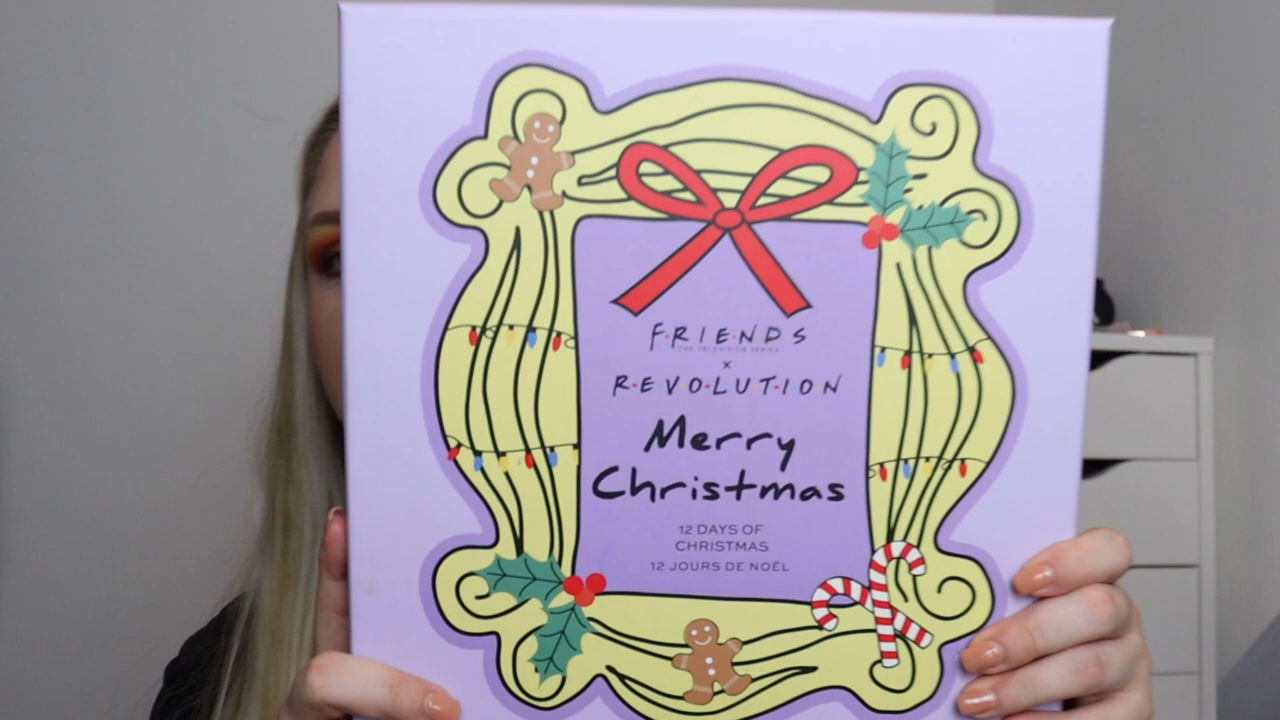 F·R·I·E·N·D·S
THE TELEVISION SERIES
x
R·E·V·O·L·U·T·I·O·N
Merry
Christmas
12 DAYS OF
CHRISTMAS
12 JOURS DE NOËL